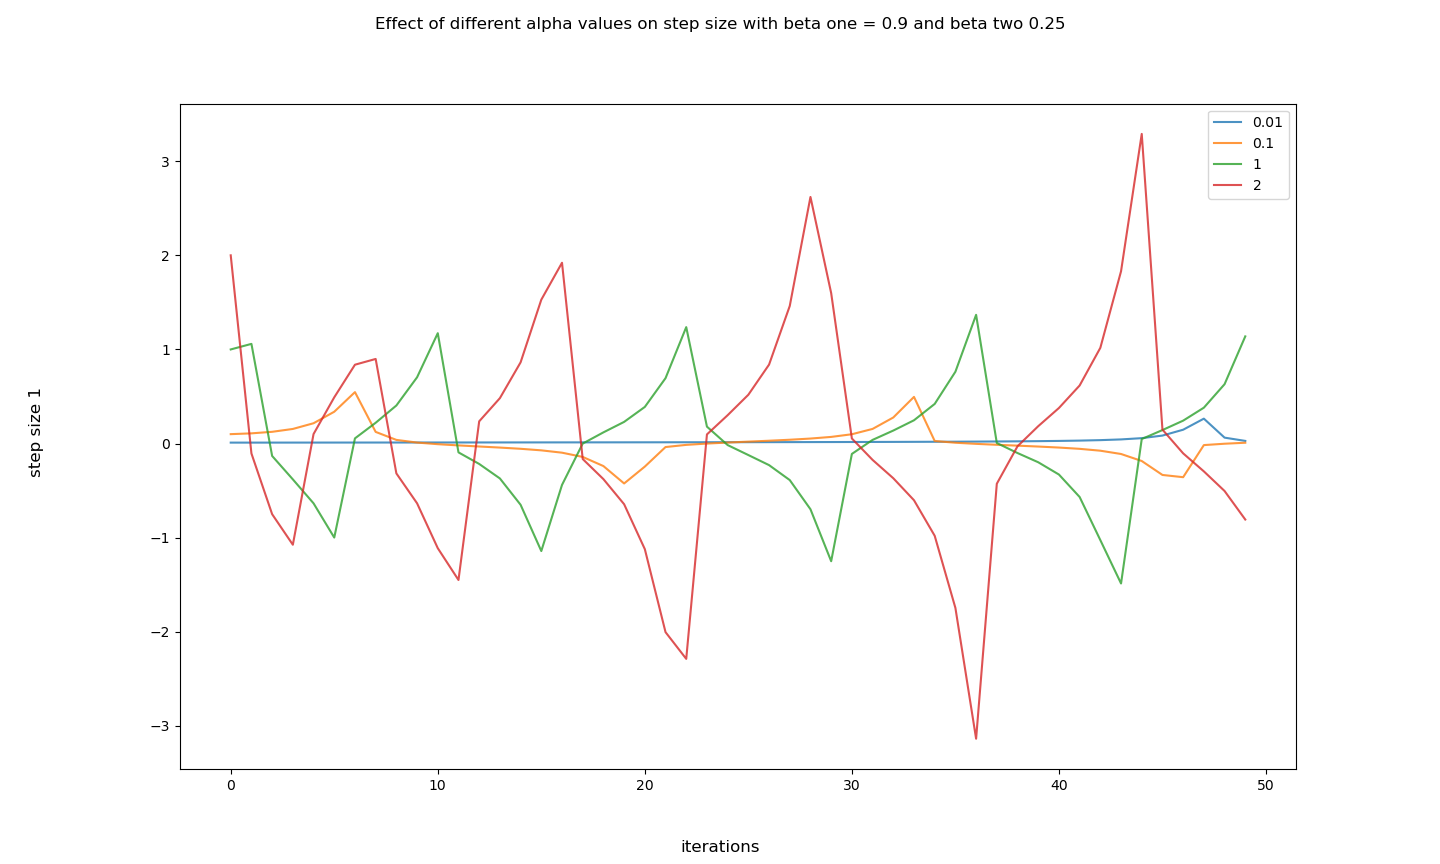 Effect of different alpha values on step size with beta one = 0.9 and beta two 0.25
0.01
0.1
1
2
3
2
1
0
−1
−2
−3
step size 1
0 10 20 30 40 50
iterations